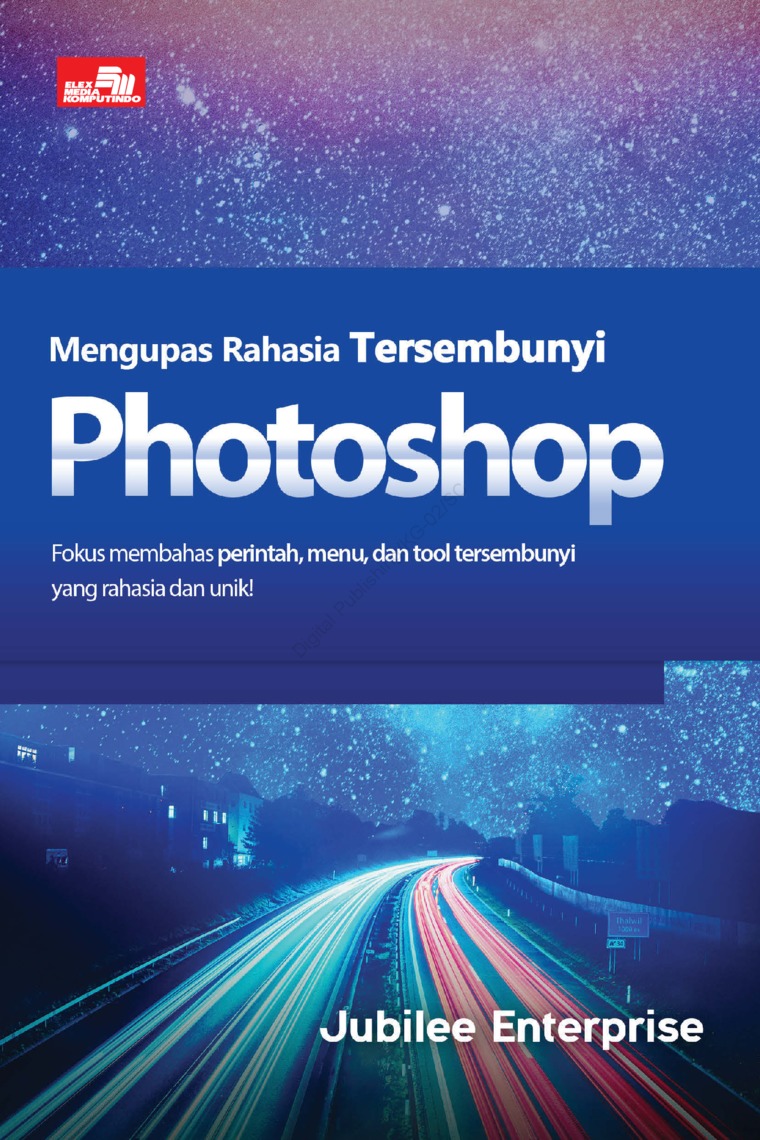 ELEX
MEDIA
KOMPUTINDO
Mengupas Rahasia Tersembunyi
Photoshop
Fokus membahas perintah, menu, dan tool tersembunyi
yang rahasia dan unik!
Jubilee Enterprise